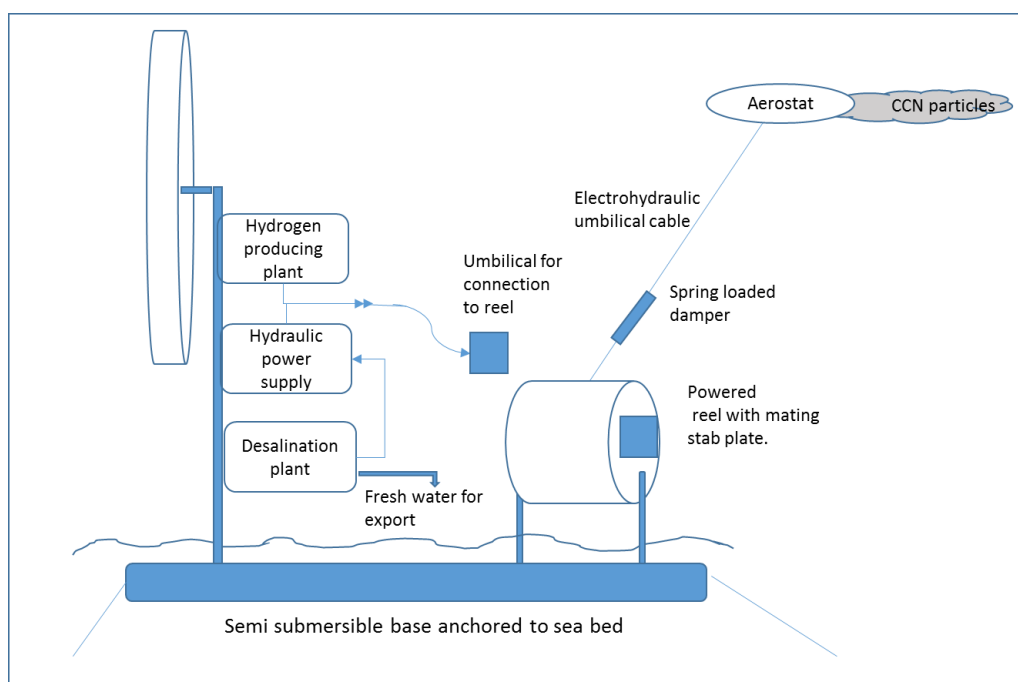 Aerostat
CCN particles
Electrohydraulic
umbilical cable
Hydrogen
producing
plant
Umbilical for
connection
to reel
Spring loaded
damper
Hydraulic
power
supply
Powered
reel with mating
stab plate.
Desalination
plant
Fresh water for
export
Semi submersible base anchored to sea bed